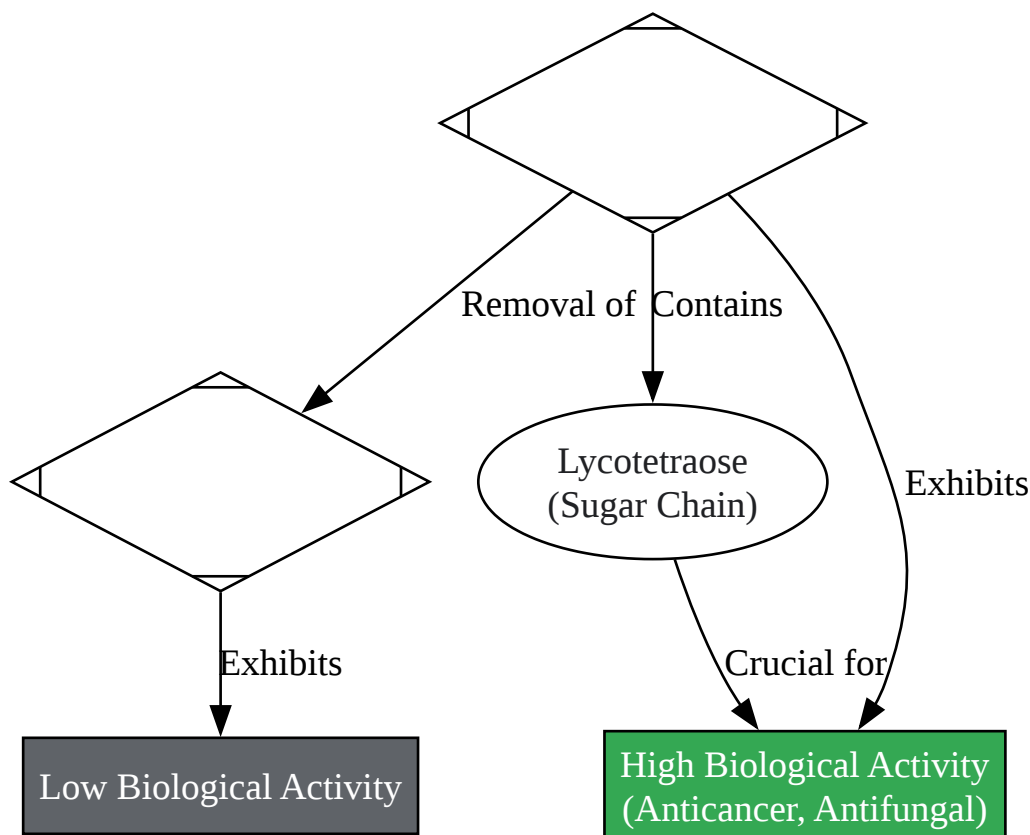 Removal of
Contains
Lycotetraose
(Sugar Chain)
Exhibits
Exhibits
Crucial for
Low Biological Activity
High Biological Activity
(Anticancer, Antifungal)